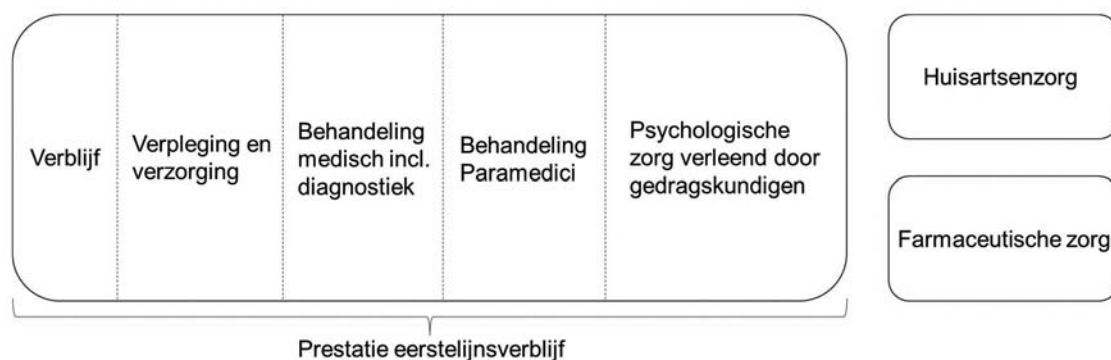 Verblijf
Verpleging en
verzorging
Behandeling
medisch incl.
diagnostiek
Behandeling
Paramedici
Psychologische
zorg verleend door
gedragskundigen
Huisartsenzorg
Farmaceutische zorg
Prestatie eerstelijnsverblijf